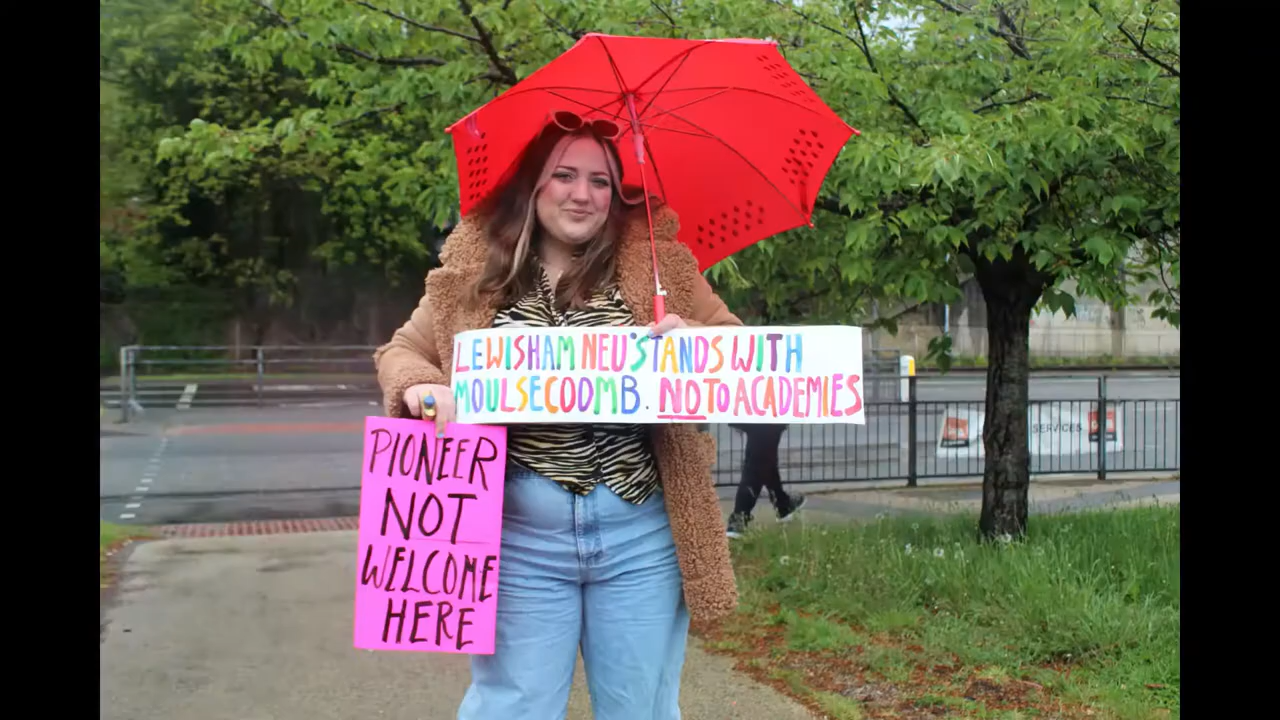 LEWISHAM NEU STANDS WITH
MOULSECOOMB. NO TO ACADEMIES
PIONEER
NOT
WELCOME
HERE
SERVICES